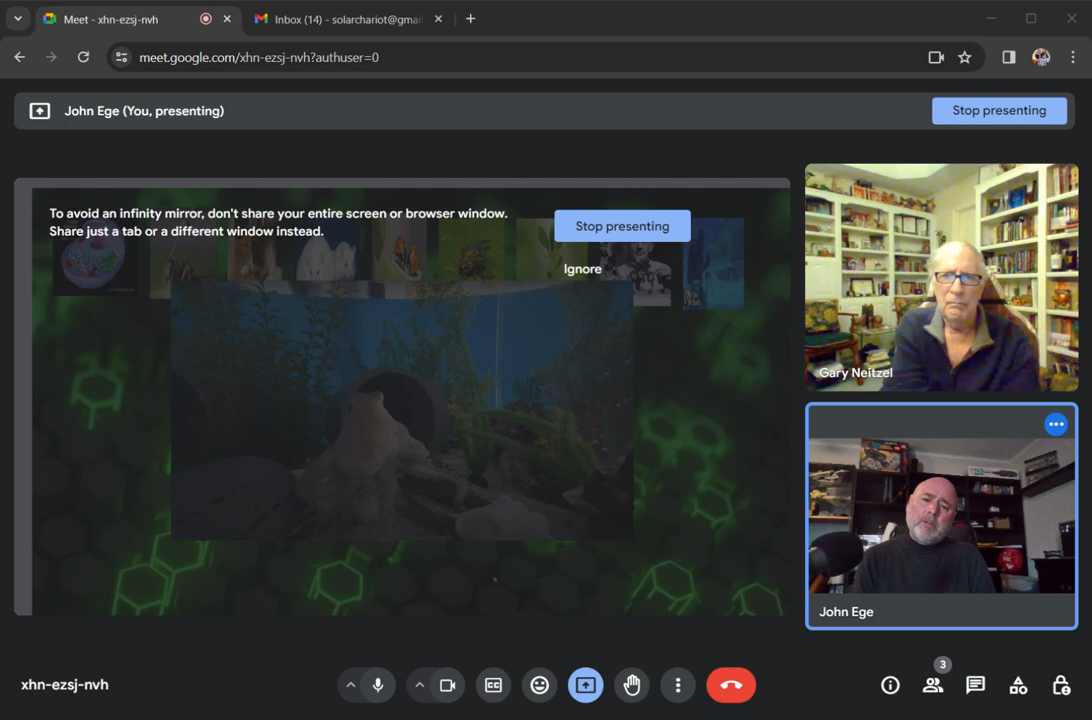 Meet - xhn-ezsj-nvh
Inbox (14) - solarchariot@gmai
meet.google.com/xhn-ezsj-nvh?authuser=0
John Ege (You, presenting)
Stop presenting
To avoid an infinity mirror, don't share your entire screen or browser window.
Share just a tab or a different window instead.
Stop presenting
Ignore
Gary Neitzel
John Ege
xhn-ezsj-nvh
CC
3